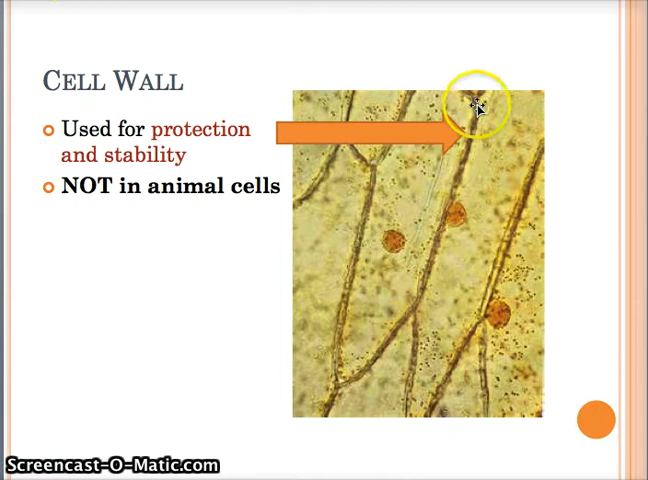 CELL WALL
Used for protection
and stability
NOT in animal cells
Screencast-O-Matic.com